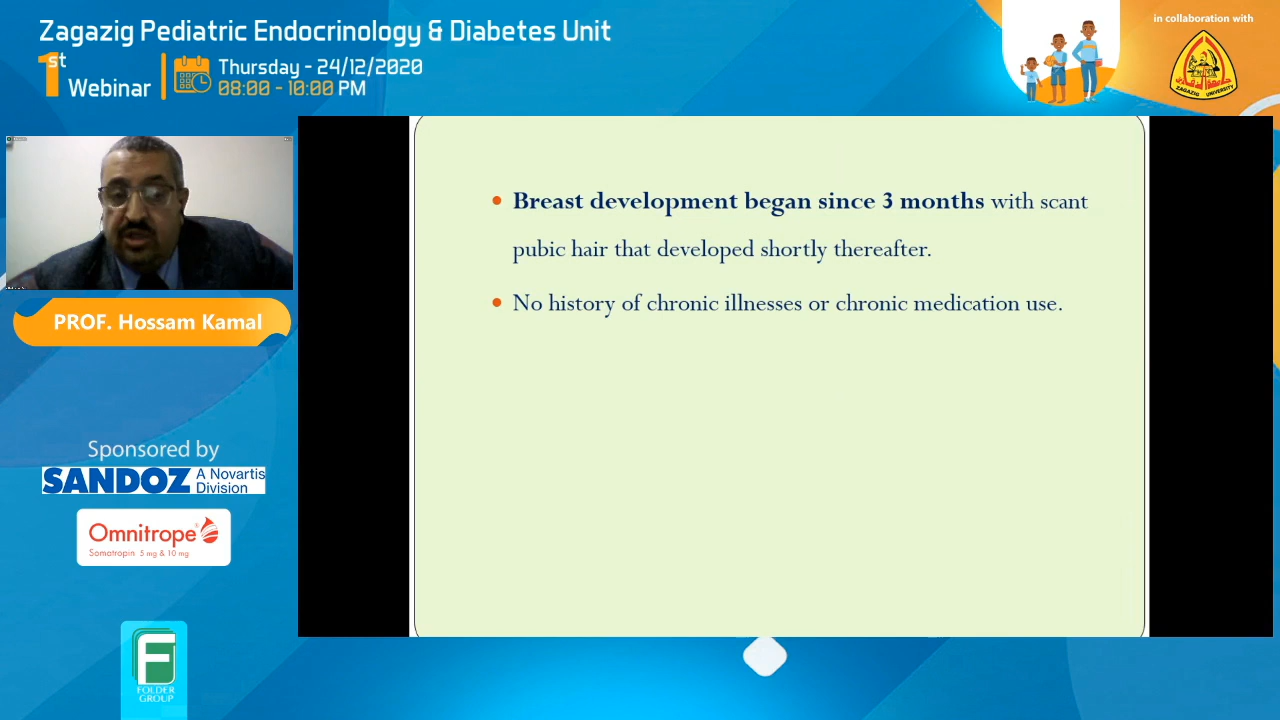 Zagazig Pediatric Endocrinology & Diabetes Unit
1st Webinar
Thursday - 24/12/2020
08:00 - 10:00 PM
in collaboration with
ZAGAZIG UNIVERSITY
PROF. Hossam Kamal
• Breast development began since 3 months with scant
pubic hair that developed shortly thereafter.
• No history of chronic illnesses or chronic medication use.
Sponsored by
SANDOZ A Novartis
Division
Omnitrope®
Somatropin 5 mg & 10 mg
F
FOLDER
GROUP